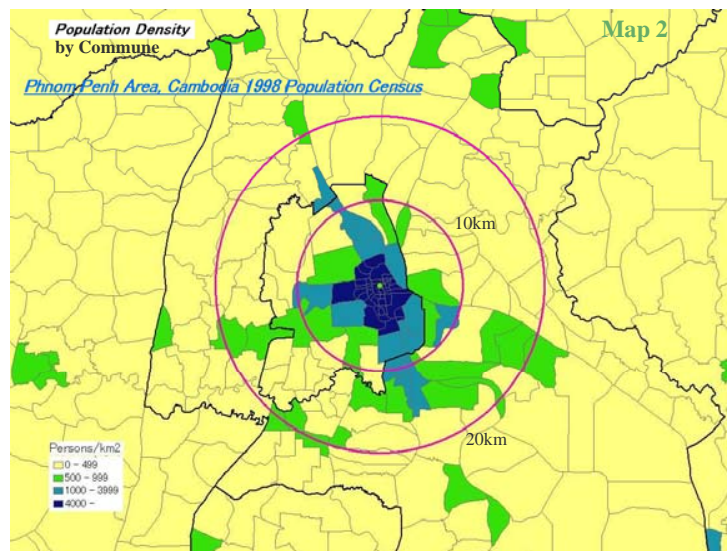 Population Density
by Commune
Map 2
Phnom Penh Area, Cambodia 1998 Population Census
10km
20km
Persons/km2
0 - 499
500 - 999
1000 - 3999
4000 -